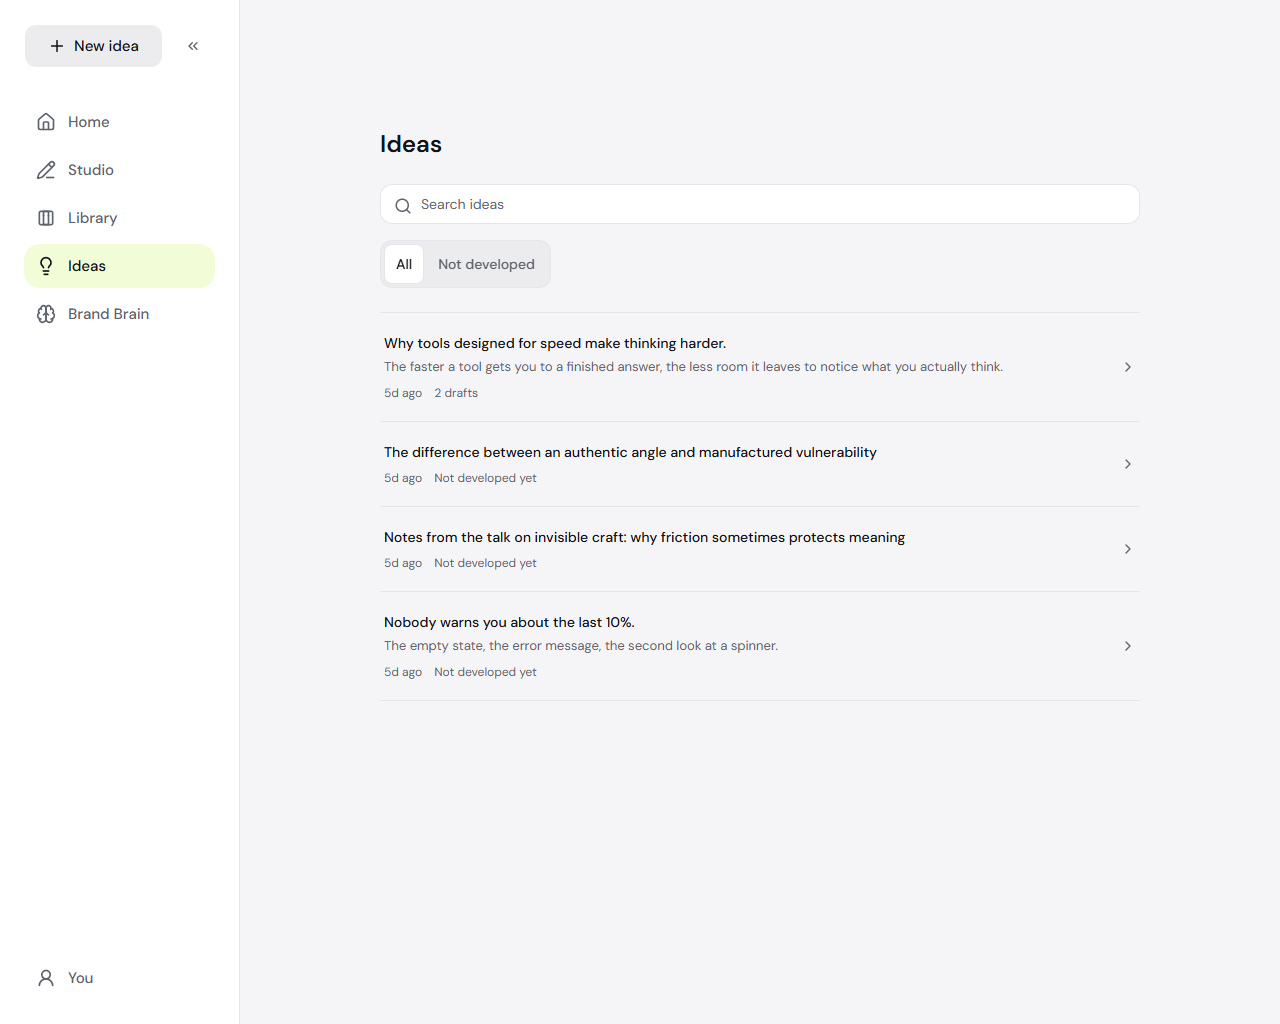 New idea
Home
Studio
Library
Ideas
Brand Brain
You
Ideas
Search ideas
All
Not developed
Why tools designed for speed make thinking harder.
The faster a tool gets you to a finished answer, the less room it leaves to notice what you actually think.
5d ago 2 drafts
The difference between an authentic angle and manufactured vulnerability
5d ago Not developed yet
Notes from the talk on invisible craft: why friction sometimes protects meaning
5d ago Not developed yet
Nobody warns you about the last 10%.
The empty state, the error message, the second look at a spinner.
5d ago Not developed yet